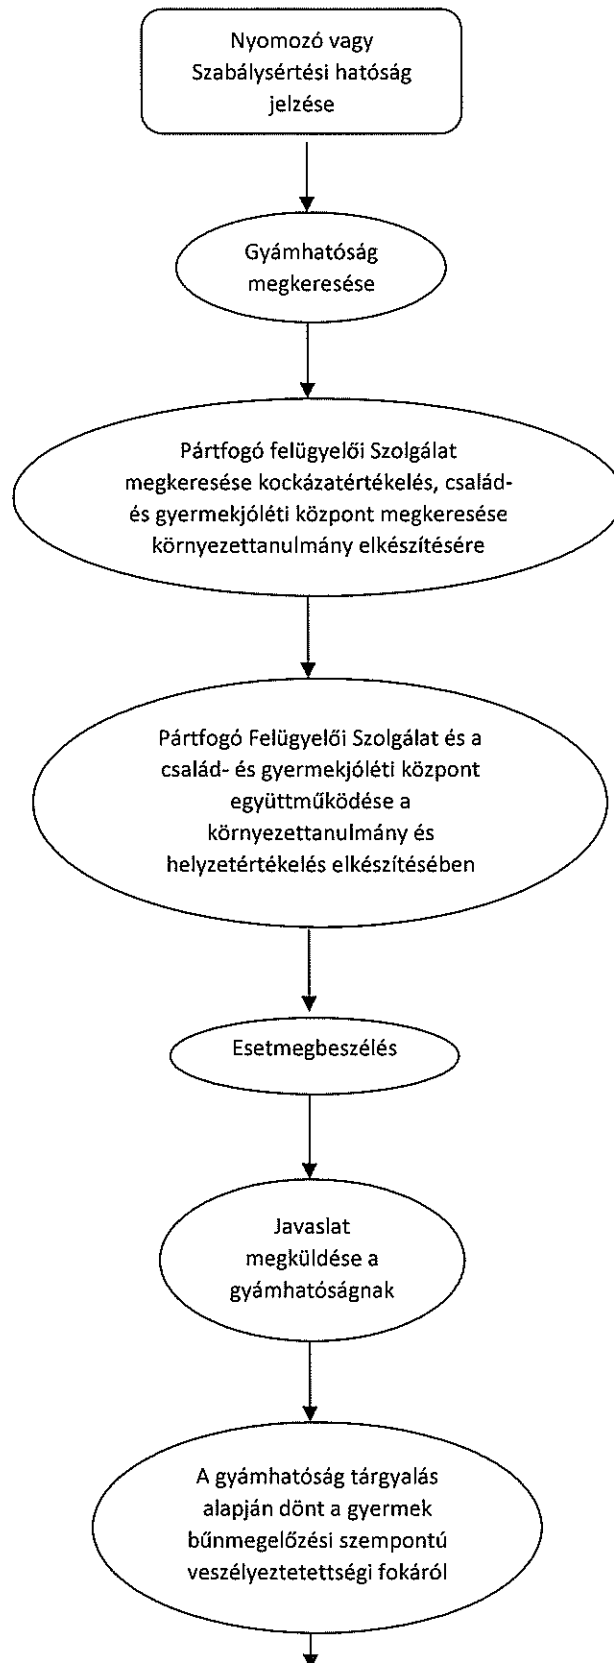 Nyomozó vagy
Szabálysértési hatóság
jelzése
Gyámhatóság
megkeresése
Pártfogó felügyelői Szolgálat
megkeresése kockázatértékelés, család-
és gyermekjóléti központ megkeresése
környezettanulmány elkészítésére
Pártfogó Felügyelői Szolgálat és a
család- és gyermekjóléti központ
együttműködése a
környezettanulmány és
helyzetértékelés elkészítésében
Esetmegbeszélés
Javaslat
megküldése a
gyámhatóságnak
A gyámhatóság tárgyalás
alapján dönt a gyermek
bűnmegelőzési szempontú
veszélyeztetettségi fokáról